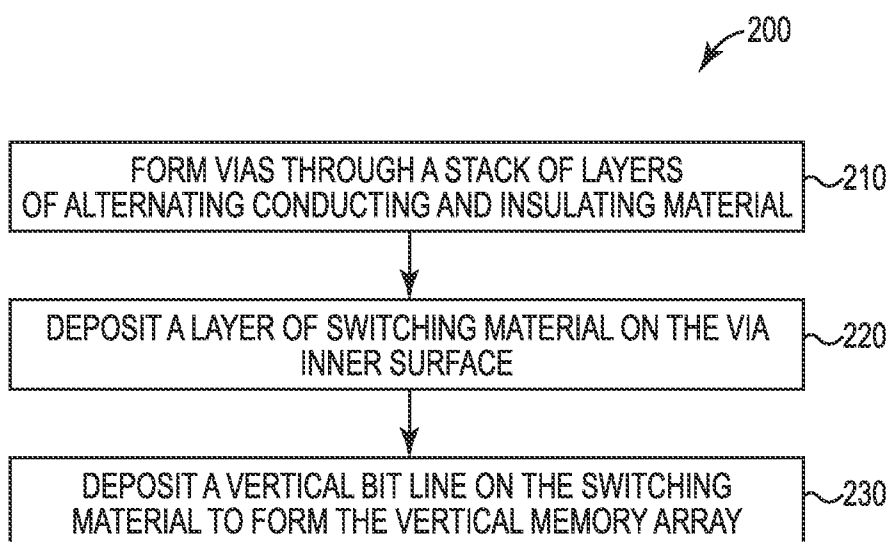 200
FORM VIAS THROUGH A STACK OF LAYERS
OF ALTERNATING CONDUCTING AND INSULATING MATERIAL
210
DEPOSIT A LAYER OF SWITCHING MATERIAL ON THE VIA
INNER SURFACE
220
DEPOSIT A VERTICAL BIT LINE ON THE SWITCHING
MATERIAL TO FORM THE VERTICAL MEMORY ARRAY
230